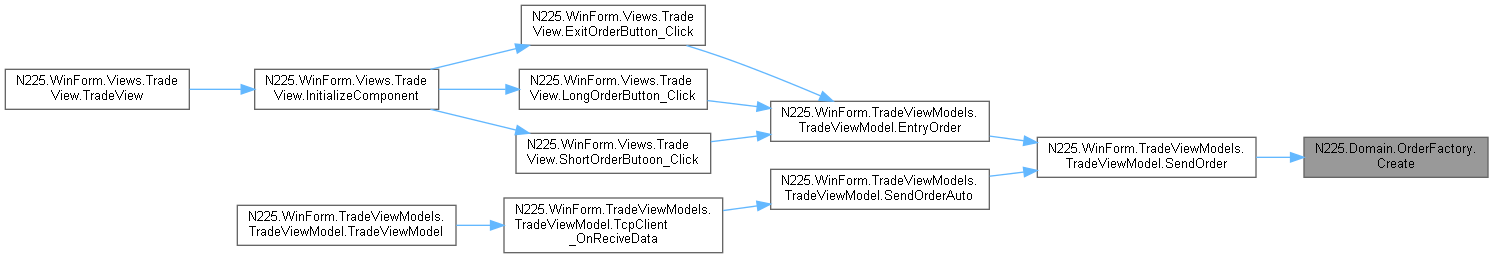 N225.WinForm.Views.Trade
View.TradeView
N225.WinForm.Views.Trade
View.InitializeComponent
N225.WinForm.Views.Trade
View.ExitOrderButton_Click
N225.WinForm.Views.Trade
View.LongOrderButton_Click
N225.WinForm.Views.Trade
View.ShortOrderButoon_Click
N225.WinForm.TradeViewModels.
TradeViewModel.TradeViewModel
N225.WinForm.TradeViewModels.
TradeViewModel.TcpClient
_OnReciveData
N225.WinForm.TradeViewModels.
TradeViewModel.EntryOrder
N225.WinForm.TradeViewModels.
TradeViewModel.SendOrderAuto
N225.WinForm.TradeViewModels.
TradeViewModel.SendOrder
N225.Domain.OrderFactory.
Create